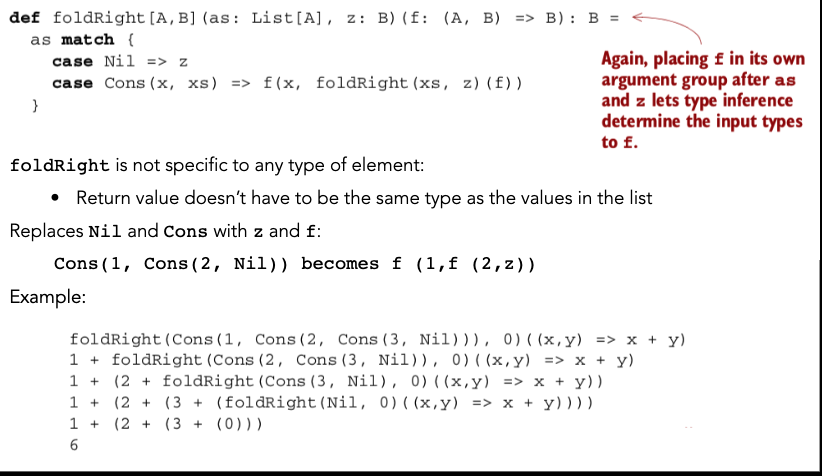 def foldRight[A,B](as: List[A], z: B)(f: (A, B) => B): B =
as match {
case Nil => z
case Cons(x, xs) => f(x, foldRight(xs, z)(f))
}
Again, placing f in its own
argument group after as
and z lets type inference
determine the input types
to f.
foldRight is not specific to any type of element:
• Return value doesn't have to be the same type as the values in the list
Replaces Nil and Cons with z and f:
Cons(1, Cons(2, Nil)) becomes f (1,f (2,z))
Example:
foldRight(Cons(1, Cons(2, Cons(3, Nil))), 0)((x,y) => x + y)
1 + foldRight(Cons(2, Cons(3, Nil)), 0)((x,y) => x + y)
1 + (2 + foldRight(Cons(3, Nil), 0)((x,y) => x + y))
1 + (2 + (3 + (foldRight(Nil, 0)((x,y) => x + y))))
1 + (2 + (3 + (0)))
6